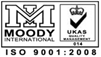 MOODY
INTERNATIONAL
UKAS
QUALITY
MANAGEMENT
014
ISO 9001:2008